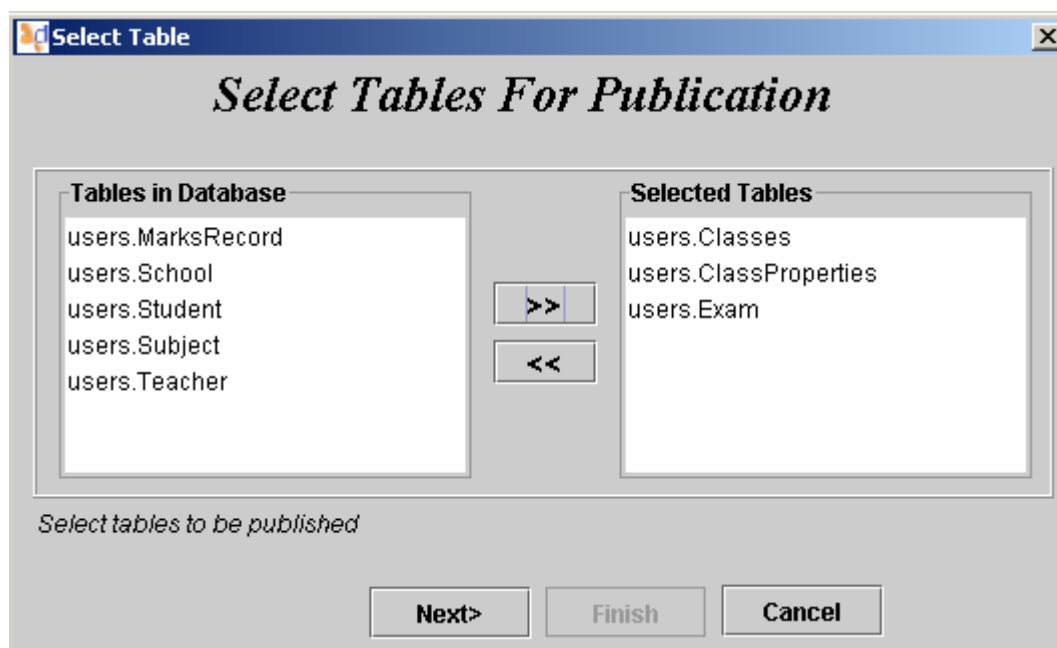 Select Table
Select Tables For Publication
Tables in Database
users.MarksRecord
users.School
users.Student
users.Subject
users.Teacher
>>
<<
Selected Tables
users.Classes
users.ClassProperties
users.Exam
Select tables to be published
Next>
Finish
Cancel